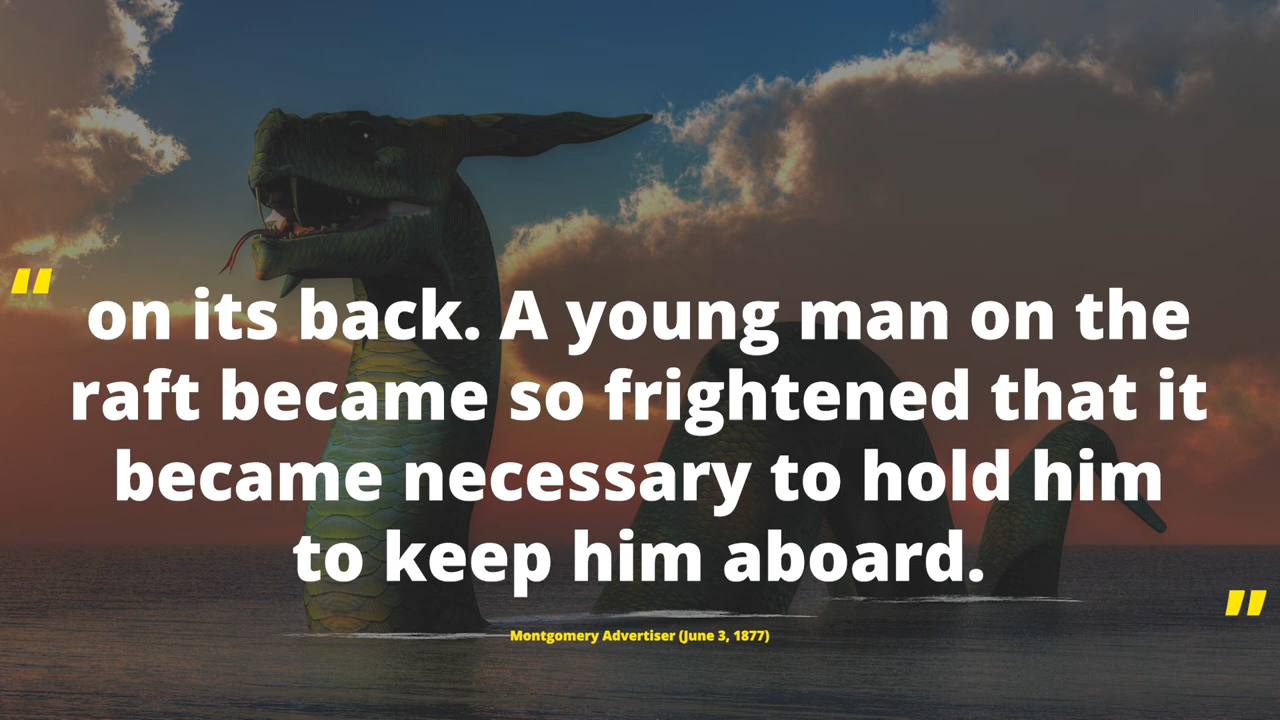 "
on its back. A young man on the
raft became so frightened that it
became necessary to hold him
to keep him aboard.
"
Montgomery Advertiser (June 3, 1877)